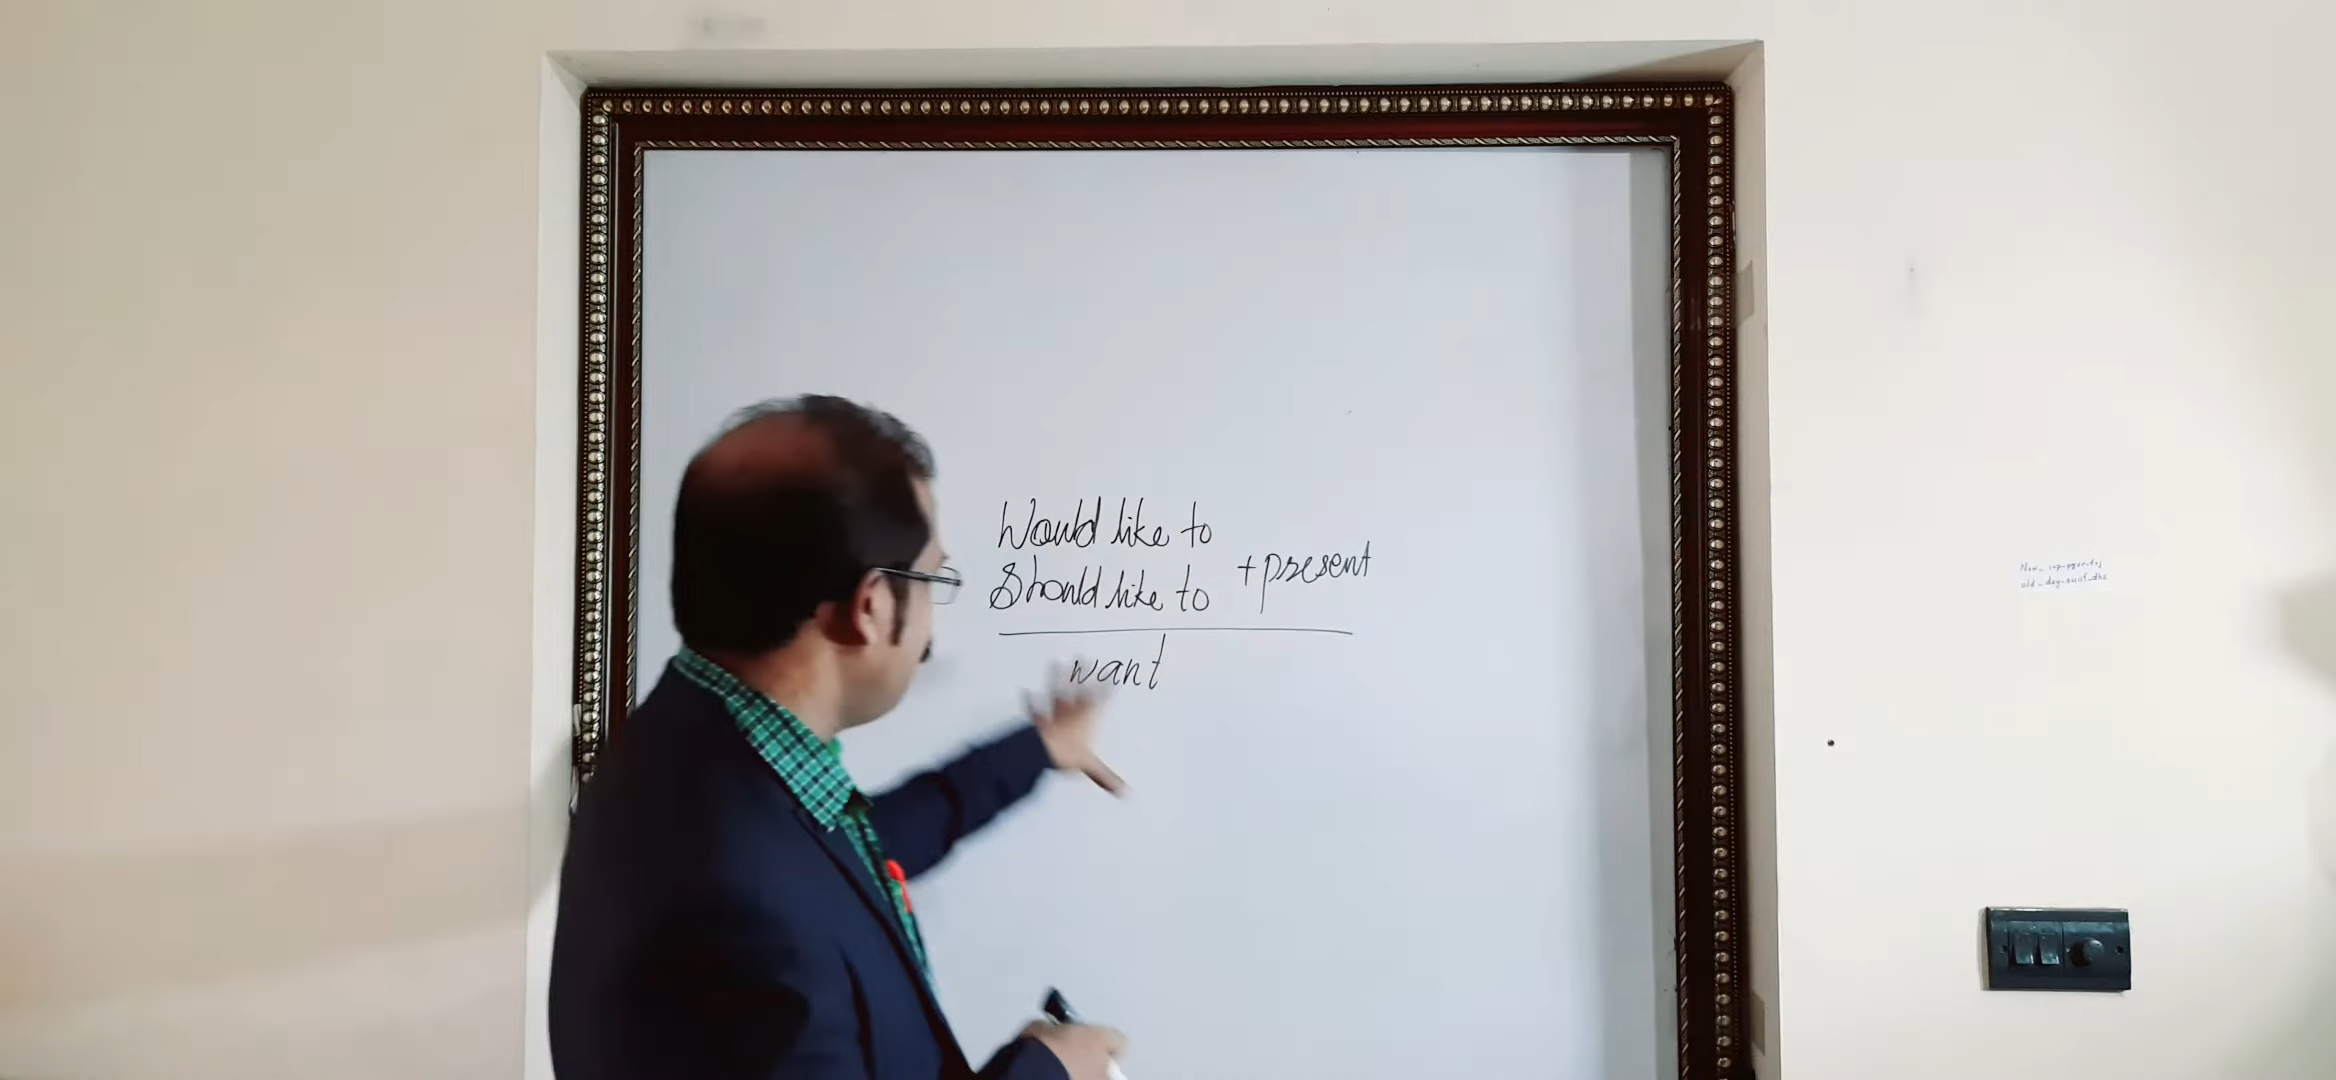 Would like to
Should like to
+ present
want